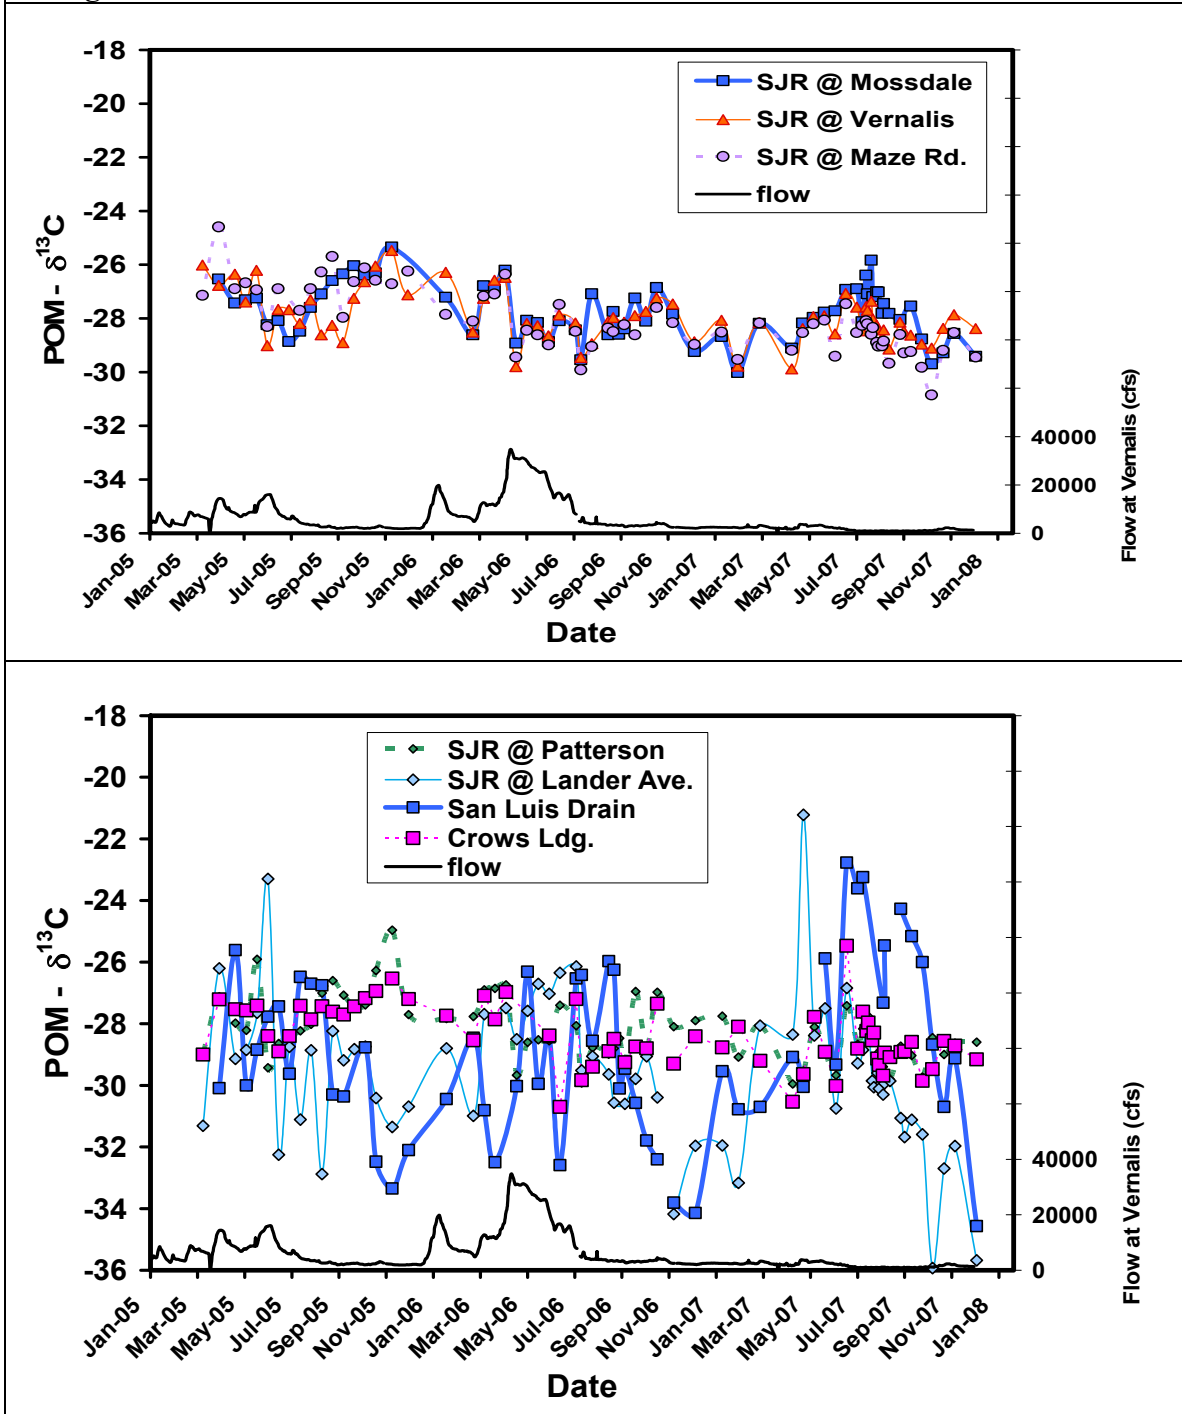 -18
-20
-22
-24
-26
-28
-30
-32
-34
-36
POM - δ13C
SJR @ Mossdale
SJR @ Vernalis
SJR @ Maze Rd.
flow
40000
20000
0
Flow at Vernalis (cfs)
Jan-05
Mar-05
May-05
Jul-05
Sep-05
Nov-05
Jan-06
Mar-06
May-06
Jul-06
Sep-06
Nov-06
Jan-07
Mar-07
May-07
Jul-07
Sep-07
Nov-07
Jan-08
Date
-18
-20
-22
-24
-26
-28
-30
-32
-34
-36
POM - δ13C
SJR @ Patterson
SJR @ Lander Ave.
San Luis Drain
Crows Ldg.
flow
40000
20000
0
Flow at Vernalis (cfs)
Jan-05
Mar-05
May-05
Jul-05
Sep-05
Nov-05
Jan-06
Mar-06
May-06
Jul-06
Sep-06
Nov-06
Jan-07
Mar-07
May-07
Jul-07
Sep-07
Nov-07
Jan-08
Date